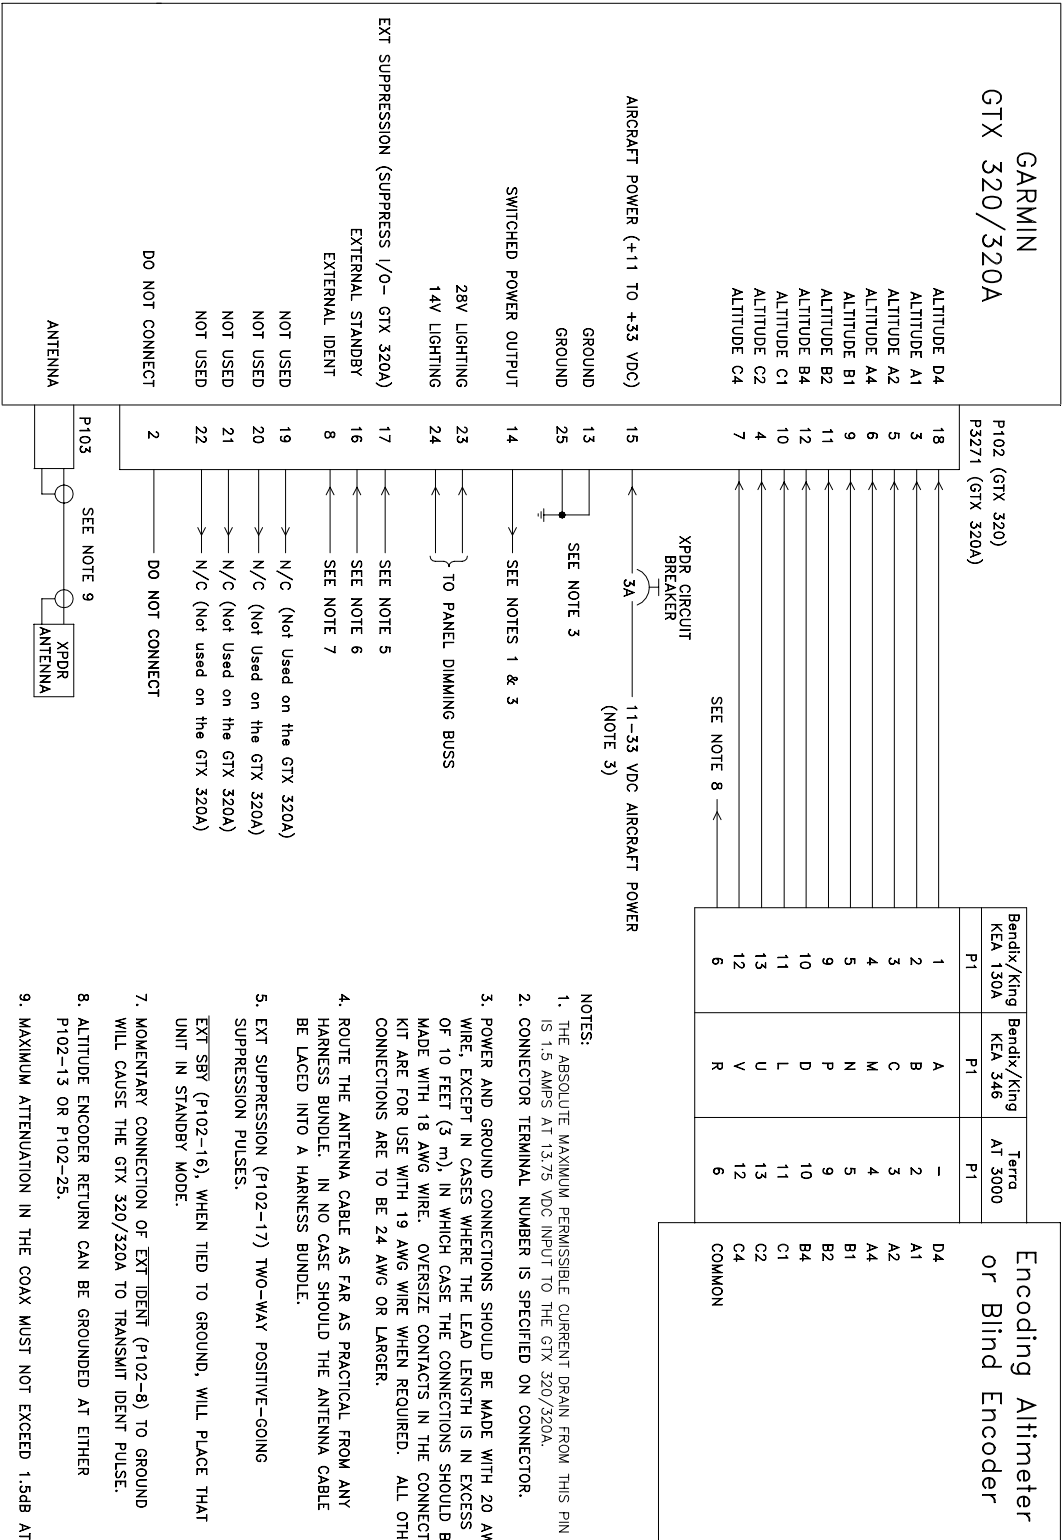 GARMIN
GTX 320/320A
P102 (GTX 320)
P3271 (GTX 320A)
ALTITUDE D4 18
ALTITUDE A1 3
ALTITUDE A2 5
ALTITUDE A4 6
ALTITUDE B1 9
ALTITUDE B2 11
ALTITUDE B4 12
ALTITUDE C1 10
ALTITUDE C2 4
ALTITUDE C4 7
SEE NOTE 8
XPDR CIRCUIT
BREAKER
AIRCRAFT POWER (+11 TO +33 VDC) 15 3A 11-33 VDC AIRCRAFT POWER
(NOTE 3)
GROUND 13
GROUND 25
SEE NOTE 3
SWITCHED POWER OUTPUT 14 SEE NOTES 1 & 3
28V LIGHTING 23
14V LIGHTING 24
TO PANEL DIMMING BUSS
EXT SUPPRESSION (SUPPRESS I/O- GTX 320A) 17 SEE NOTE 5
EXTERNAL STANDBY 16 SEE NOTE 6
EXTERNAL IDENT 8 SEE NOTE 7
NOT USED 19 N/C (Not Used on the GTX 320A)
NOT USED 20 N/C (Not Used on the GTX 320A)
NOT USED 21 N/C (Not Used on the GTX 320A)
NOT USED 22 N/C (Not used on the GTX 320A)
DO NOT CONNECT 2 DO NOT CONNECT
P103
ANTENNA
SEE NOTE 9
XPDR
ANTENNA
Encoding Altimeter
or Blind Encoder
Bendix/King
KEA 130A
Bendix/King
KEA 346
Terra
AT 3000
P1 P1 P1
1 A - D4
2 B 2 A1
3 C 3 A2
4 M 4 A4
5 N 5 B1
9 P 9 B2
10 D 10 B4
11 L 11 C1
13 U 13 C2
12 V 12 C4
6 R 6 COMMON
NOTES:
1. THE ABSOLUTE MAXIMUM PERMISSIBLE CURRENT DRAIN FROM THIS PIN
IS 1.5 AMPS AT 13.75 VDC INPUT TO THE GTX 320/320A.
2. CONNECTOR TERMINAL NUMBER IS SPECIFIED ON CONNECTOR.
3. POWER AND GROUND CONNECTIONS SHOULD BE MADE WITH 20 AW
WIRE, EXCEPT IN CASES WHERE THE LEAD LENGTH IS IN EXCESS
OF 10 FEET (3 m), IN WHICH CASE THE CONNECTIONS SHOULD B
MADE WITH 18 AWG WIRE. OVERSIZE CONTACTS IN THE CONNECT
KIT ARE FOR USE WITH 19 AWG WIRE WHEN REQUIRED. ALL OTH
CONNECTIONS ARE TO BE 24 AWG OR LARGER.
4. ROUTE THE ANTENNA CABLE AS FAR AS PRACTICAL FROM ANY
HARNESS BUNDLE. IN NO CASE SHOULD THE ANTENNA CABLE
BE LACED INTO A HARNESS BUNDLE.
5. EXT SUPPRESSION (P102-17) TWO-WAY POSITIVE-GOING
SUPPRESSION PULSES.
EXT SBY (P102-16), WHEN TIED TO GROUND, WILL PLACE THAT
UNIT IN STANDBY MODE.
7. MOMENTARY CONNECTION OF EXT IDENT (P102-8) TO GROUND
WILL CAUSE THE GTX 320/320A TO TRANSMIT IDENT PULSE.
8. ALTITUDE ENCODER RETURN CAN BE GROUNDED AT EITHER
P102-13 OR P102-25.
9. MAXIMUM ATTENUATION IN THE COAX MUST NOT EXCEED 1.5dB AT